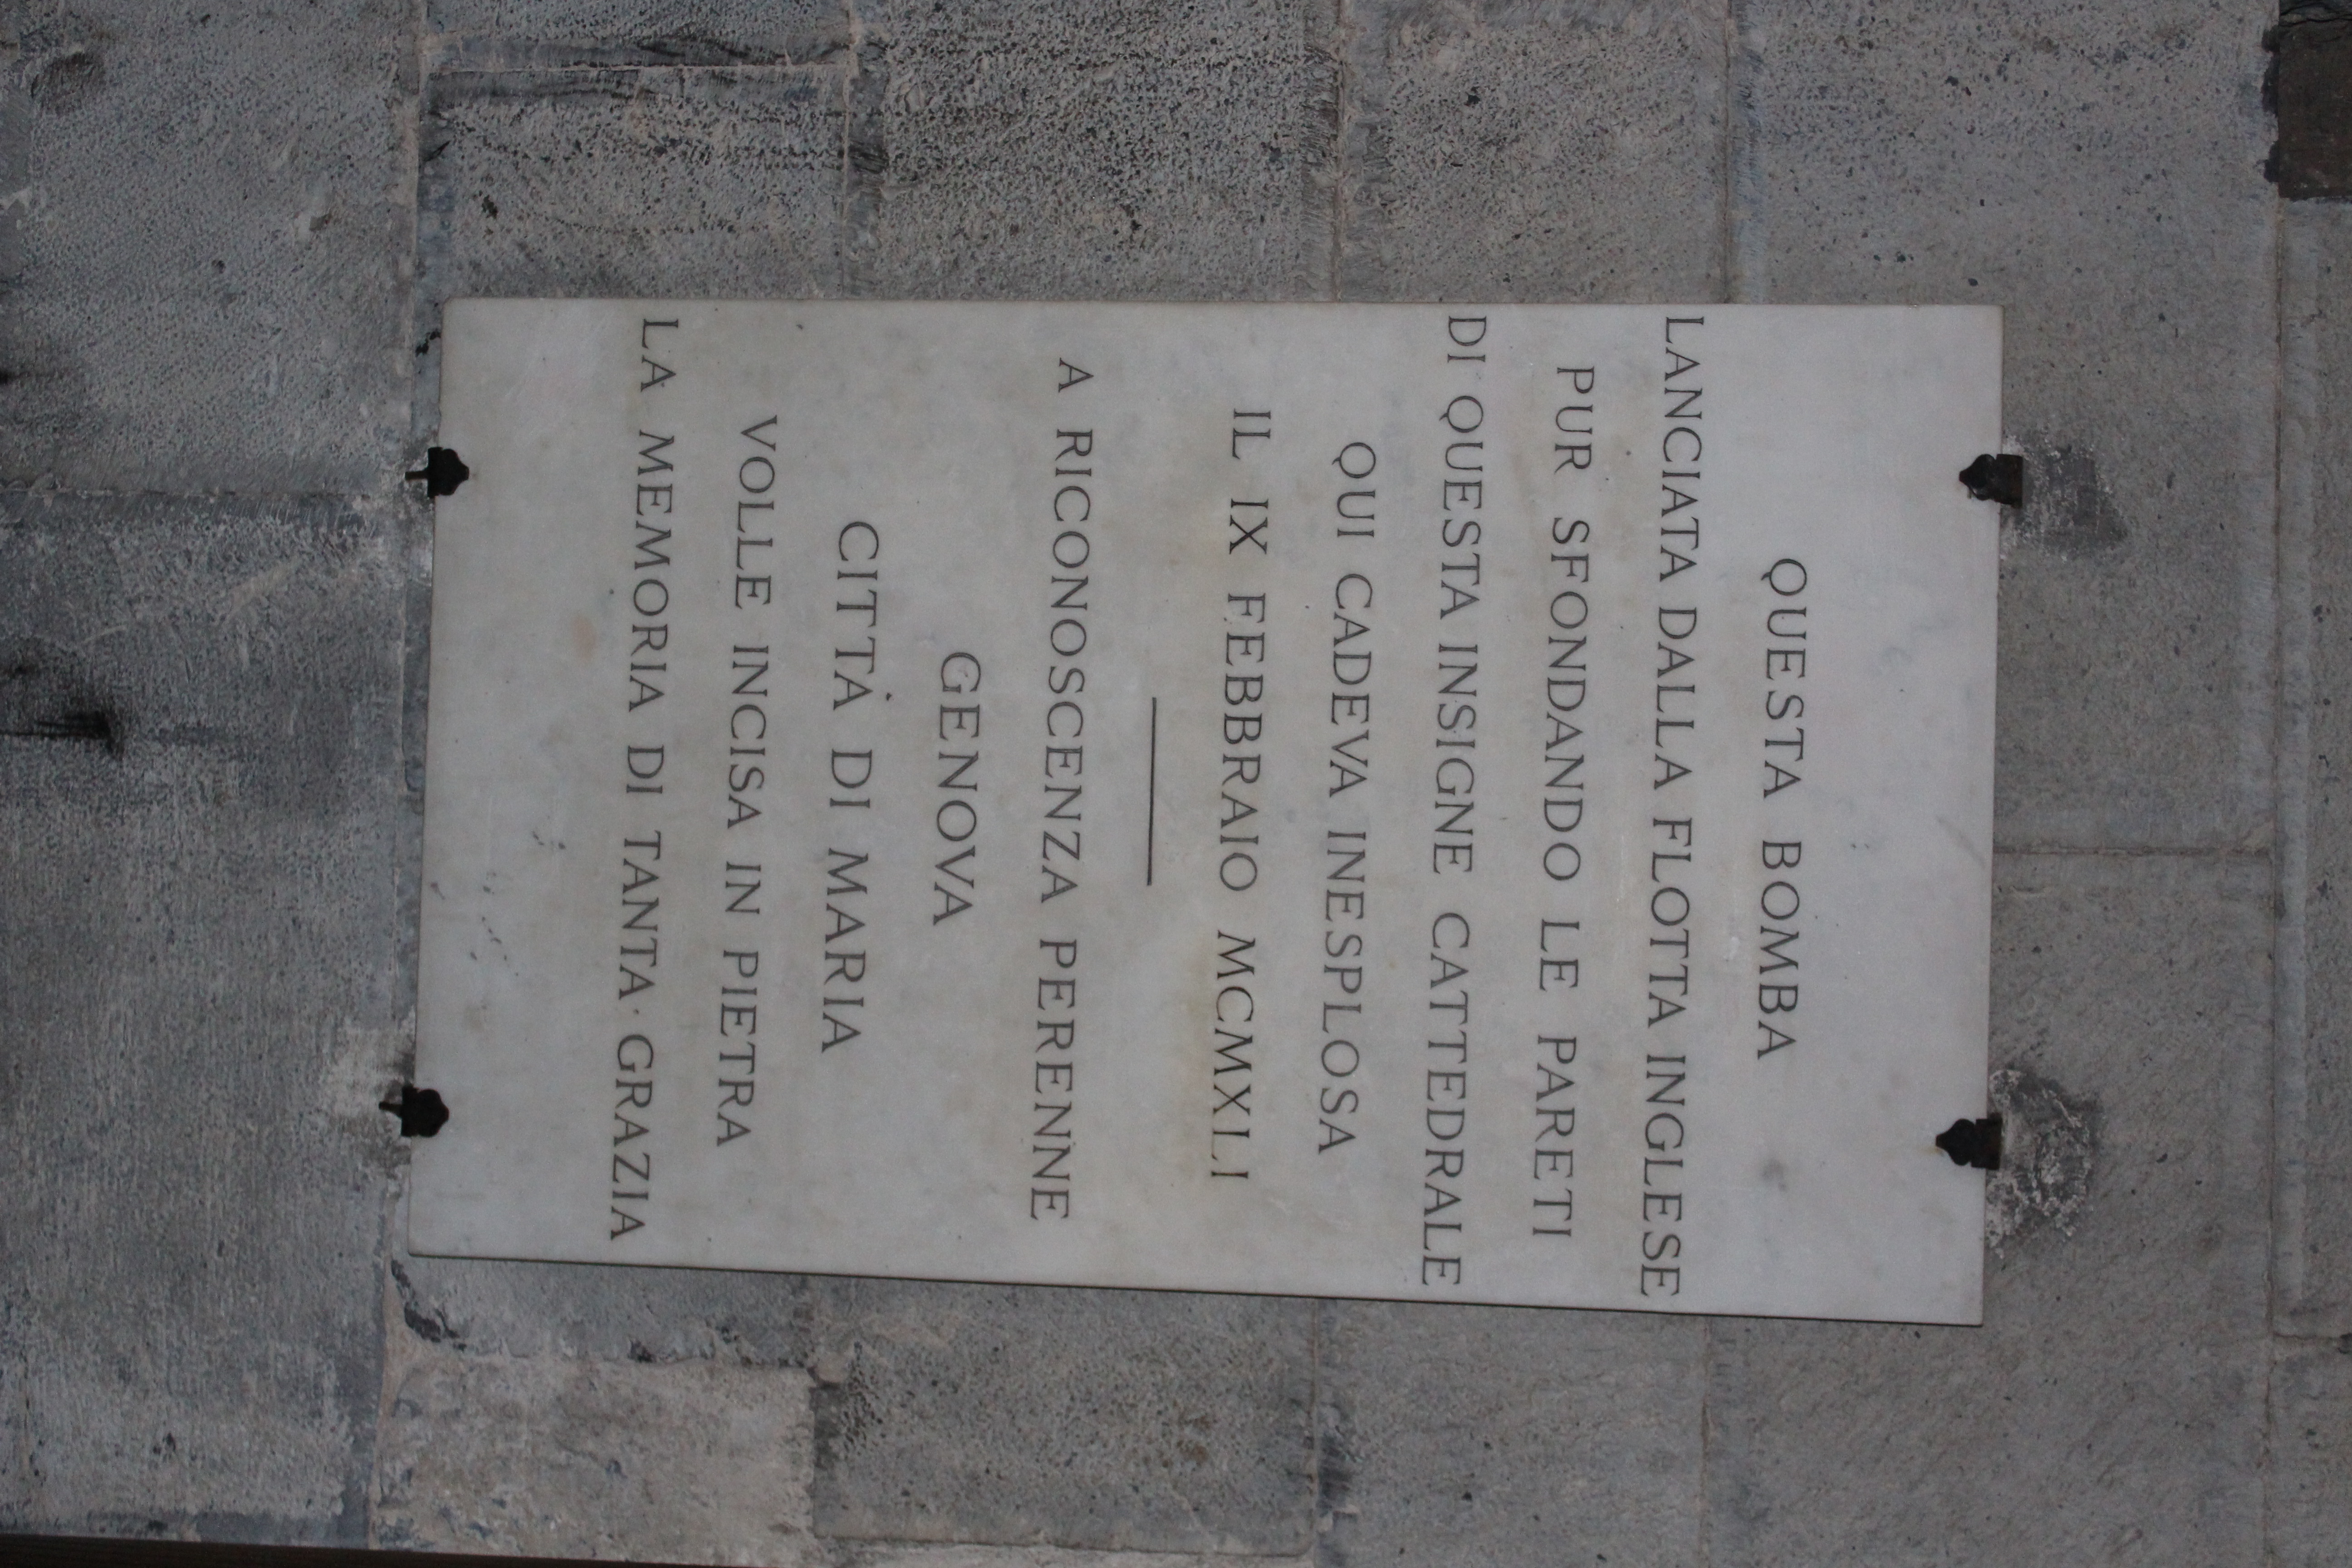 QUESTA BOMBA
LANCIATA DALLA FLOTTA INGLESE
PUR SFONDANDO LE PARETI
DI QUESTA INSIGNE CATTEDRALE
QUI CADEVA INESPLOSA
IL IX FEBBRAIO MCMXLI
A RICONOSCENZA PERENNE
GENOVA
CITTÀ DI MARIA
VOLLE INCISA IN PIETRA
LA MEMORIA DI TANTA GRAZIA